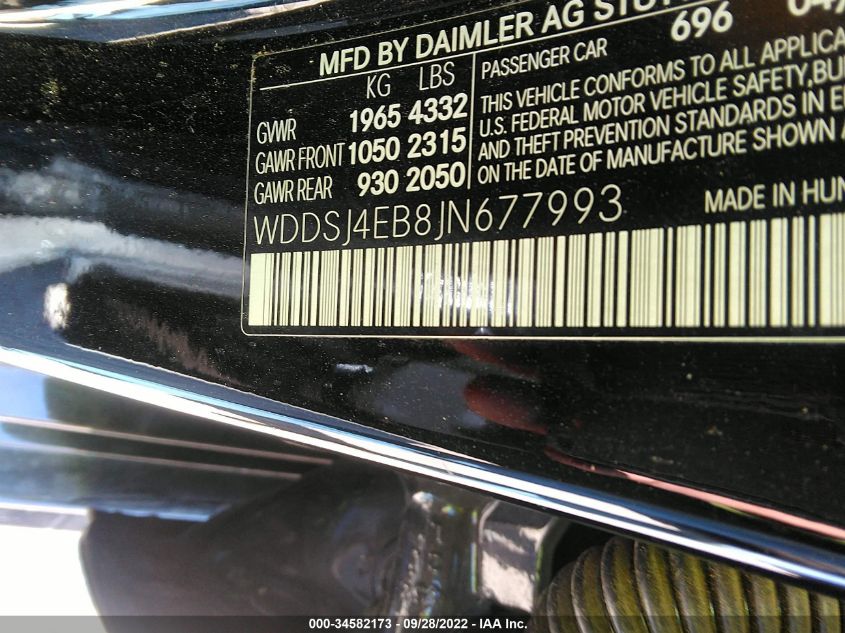 MFD BY DAIMLER AG
696
KG LBS
PASSENGER CAR
GVWR 1965 4332
GAWR FRONT 1050 2315
GAWR REAR 930 2050
THIS VEHICLE CONFORMS TO ALL
U.S. FEDERAL MOTOR VEHICLE SAFETY,
AND THEFT PREVENTION STANDARDS IN
ON THE DATE OF MANUFACTURE SHOWN
WDDSJ4EB8JN677993
MADE IN
000-34582173 - 09/28/2022 - IAA Inc.